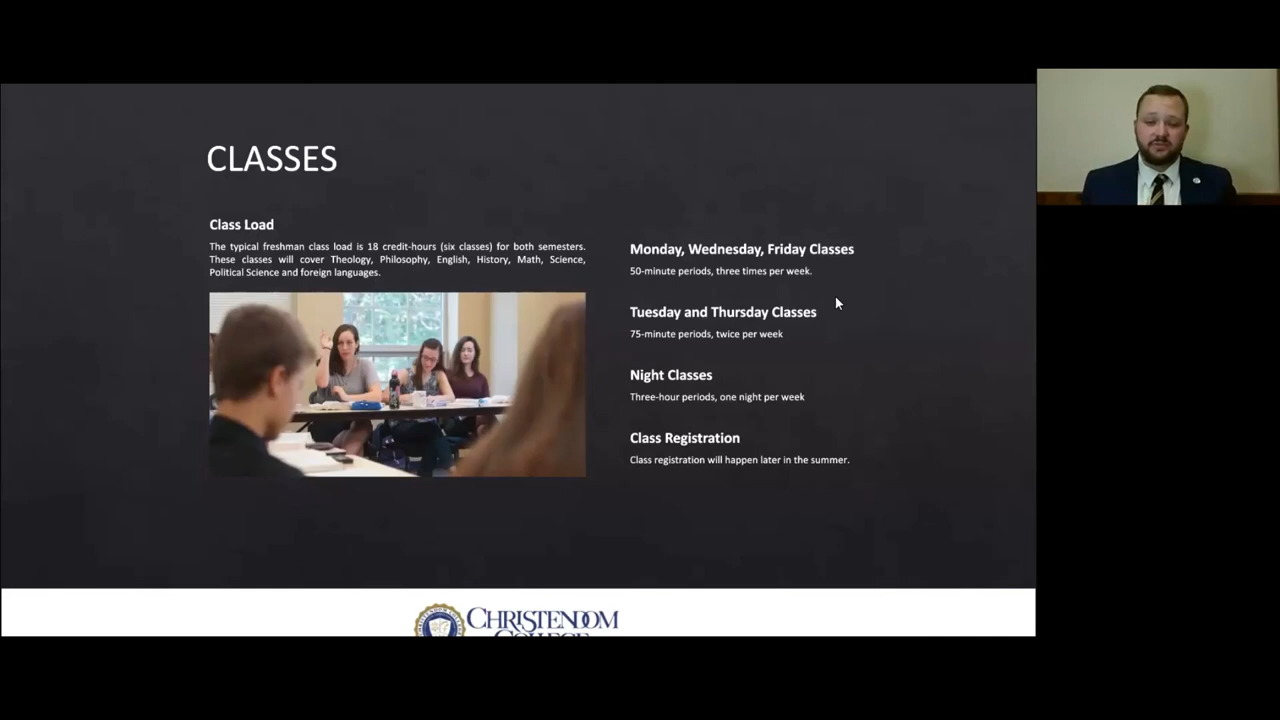 CLASSES
Class Load
The typical freshman class load is 18 credit-hours (six classes) for both semesters.
These classes will cover Theology, Philosophy, English, History, Math, Science,
Political Science and foreign languages.
Monday, Wednesday, Friday Classes
50-minute periods, three times per week.
Tuesday and Thursday Classes
75-minute periods, twice per week
Night Classes
Three-hour periods, one night per week
Class Registration
Class registration will happen later in the summer.
CHRISTENDOM
COLLEGE